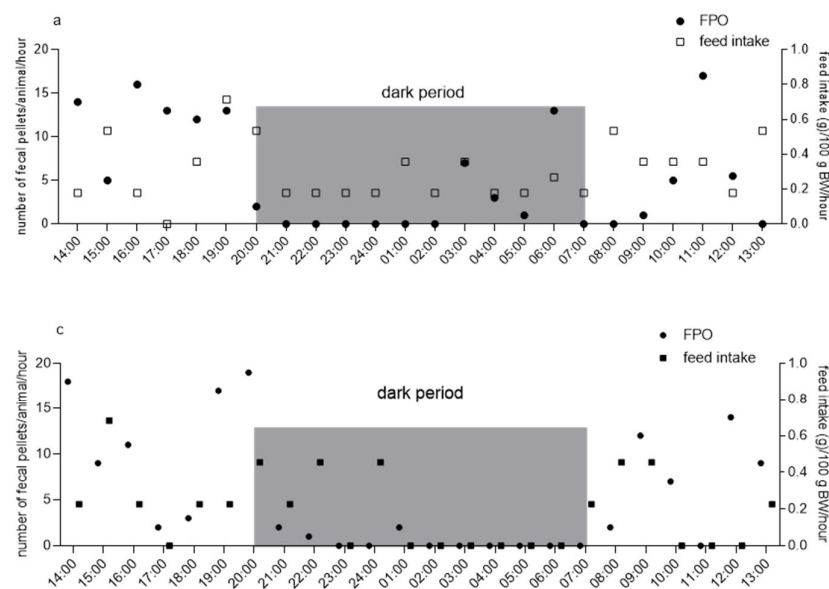 a
FPO
feed intake
number of fecal pellets/animal/hour
20
15
10
5
0
dark period
1.0
0.8
0.6
0.4
0.2
0.0
feed intake (g)/100 g BW/hour
14:00 15:00 16:00 17:00 18:00 19:00 20:00 21:00 22:00 23:00 24:00 01:00 02:00 03:00 04:00 05:00 06:00 07:00 08:00 09:00 10:00 11:00 12:00 13:00
c
FPO
feed intake
number of fecal pellets/animal/hour
20
15
10
5
0
dark period
1.0
0.8
0.6
0.4
0.2
0.0
feed intake (g)/100 g BW/hour
14:00 15:00 16:00 17:00 18:00 19:00 20:00 21:00 22:00 23:00 24:00 01:00 02:00 03:00 04:00 05:00 06:00 07:00 08:00 09:00 10:00 11:00 12:00 13:00